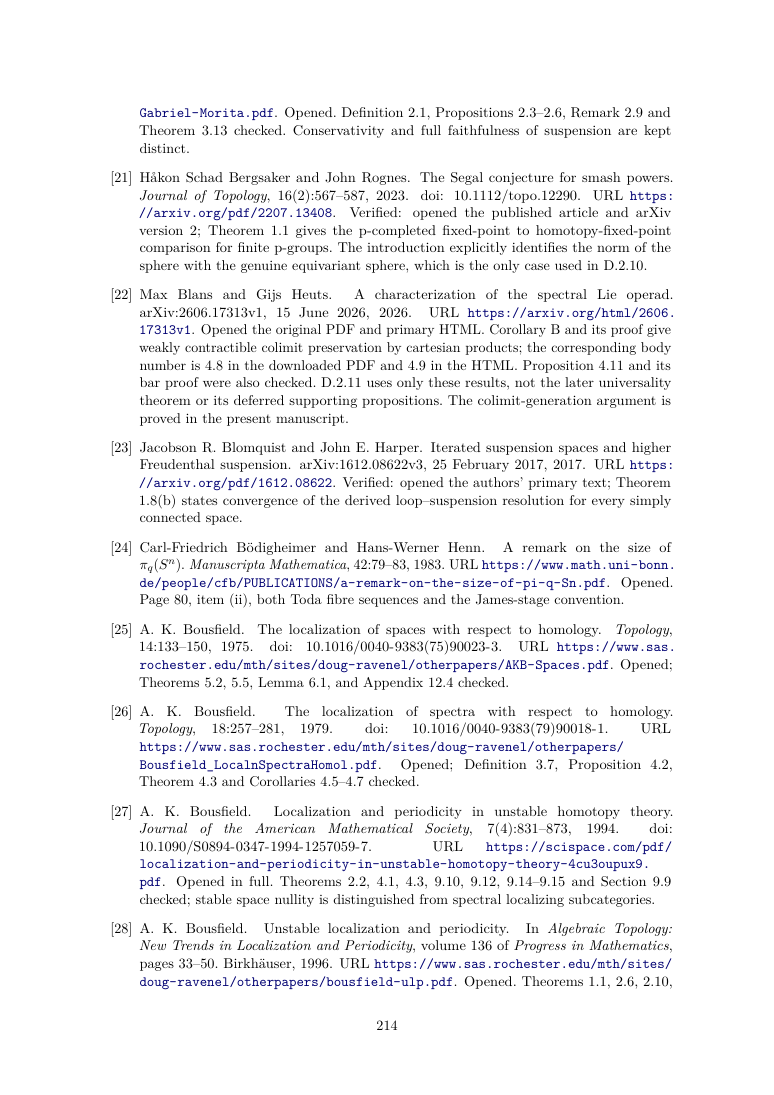 Gabriel-Morita.pdf. Opened. Definition 2.1, Propositions 2.3–2.6, Remark 2.9 and
Theorem 3.13 checked. Conservativity and full faithfulness of suspension are kept
distinct.
[21] Håkon Schad Bergsaker and John Rognes. The Segal conjecture for smash powers.
Journal of Topology, 16(2):567–587, 2023. doi: 10.1112/topo.12290. URL https:
//arxiv.org/pdf/2207.13408. Verified: opened the published article and arXiv
version 2; Theorem 1.1 gives the p-completed fixed-point to homotopy-fixed-point
comparison for finite p-groups. The introduction explicitly identifies the norm of the
sphere with the genuine equivariant sphere, which is the only case used in D.2.10.
[22] Max Blans and Gijs Heuts. A characterization of the spectral Lie operad.
arXiv:2606.17313v1, 15 June 2026, 2026. URL https://arxiv.org/html/2606.
17313v1. Opened the original PDF and primary HTML. Corollary B and its proof give
weakly contractible colimit preservation by cartesian products; the corresponding body
number is 4.8 in the downloaded PDF and 4.9 in the HTML. Proposition 4.11 and its
bar proof were also checked. D.2.11 uses only these results, not the later universality
theorem or its deferred supporting propositions. The colimit-generation argument is
proved in the present manuscript.
[23] Jacobson R. Blomquist and John E. Harper. Iterated suspension spaces and higher
Freudenthal suspension. arXiv:1612.08622v3, 25 February 2017, 2017. URL https:
//arxiv.org/pdf/1612.08622. Verified: opened the authors' primary text; Theorem
1.8(b) states convergence of the derived loop–suspension resolution for every simply
connected space.
[24] Carl-Friedrich Bödigheimer and Hans-Werner Henn. A remark on the size of
π_q(S^n). Manuscripta Mathematica, 42:79–83, 1983. URL https://www.math.uni-bonn.
de/people/cfb/PUBLICATIONS/a-remark-on-the-size-of-pi-q-Sn.pdf. Opened.
Page 80, item (ii), both Toda fibre sequences and the James-stage convention.
[25] A. K. Bousfield. The localization of spaces with respect to homology. Topology,
14:133–150, 1975. doi: 10.1016/0040-9383(75)90023-3. URL https://www.sas.
rochester.edu/mth/sites/doug-ravenel/otherpapers/AKB-Spaces.pdf. Opened;
Theorems 5.2, 5.5, Lemma 6.1, and Appendix 12.4 checked.
[26] A. K. Bousfield. The localization of spectra with respect to homology.
Topology, 18:257–281, 1979. doi: 10.1016/0040-9383(79)90018-1. URL
https://www.sas.rochester.edu/mth/sites/doug-ravenel/otherpapers/
Bousfield_LocalnSpectraHomol.pdf. Opened; Definition 3.7, Proposition 4.2,
Theorem 4.3 and Corollaries 4.5–4.7 checked.
[27] A. K. Bousfield. Localization and periodicity in unstable homotopy theory.
Journal of the American Mathematical Society, 7(4):831–873, 1994. doi:
10.1090/S0894-0347-1994-1257059-7. URL https://scispace.com/pdf/
localization-and-periodicity-in-unstable-homotopy-theory-4cu3oupux9.
pdf. Opened in full. Theorems 2.2, 4.1, 4.3, 9.10, 9.12, 9.14–9.15 and Section 9.9
checked; stable space nullity is distinguished from spectral localizing subcategories.
[28] A. K. Bousfield. Unstable localization and periodicity. In Algebraic Topology:
New Trends in Localization and Periodicity, volume 136 of Progress in Mathematics,
pages 33–50. Birkhäuser, 1996. URL https://www.sas.rochester.edu/mth/sites/
doug-ravenel/otherpapers/bousfield-ulp.pdf. Opened. Theorems 1.1, 2.6, 2.10,
214